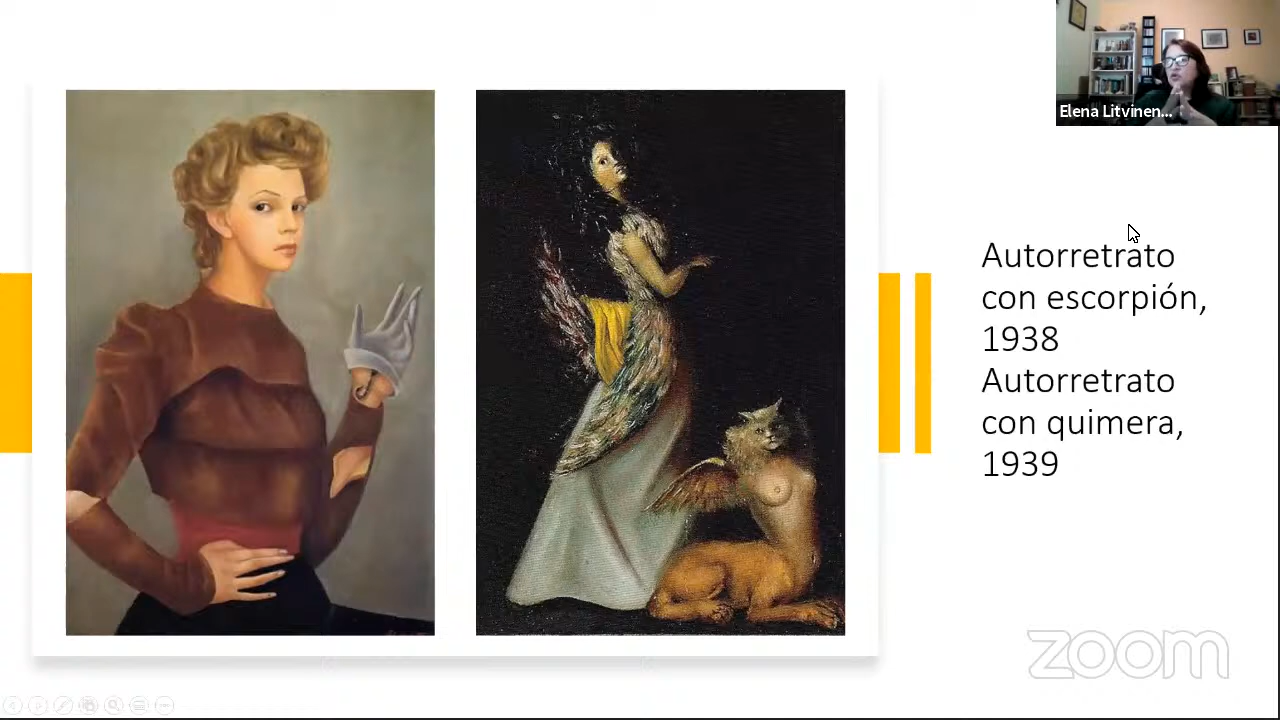 Elena Litvinen...
Autorretrato
con escorpión,
1938
Autorretrato
con quimera,
1939
zoom